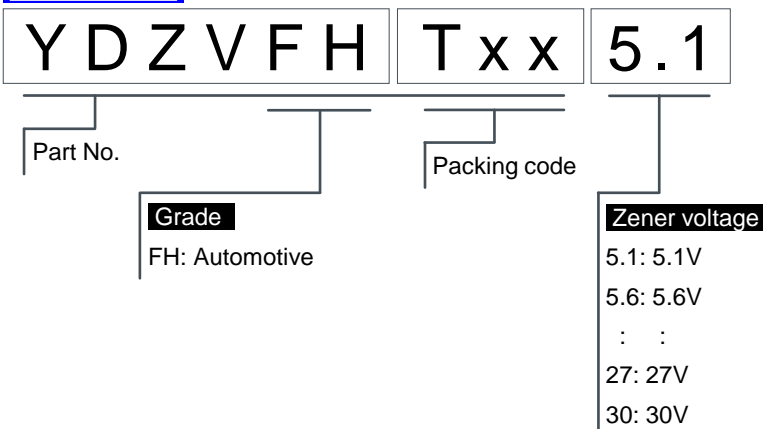 YDZVFH Txx 5.1
Part No.
Packing code
Grade
FH: Automotive
Zener voltage
5.1: 5.1V
5.6: 5.6V
: :
27: 27V
30: 30V